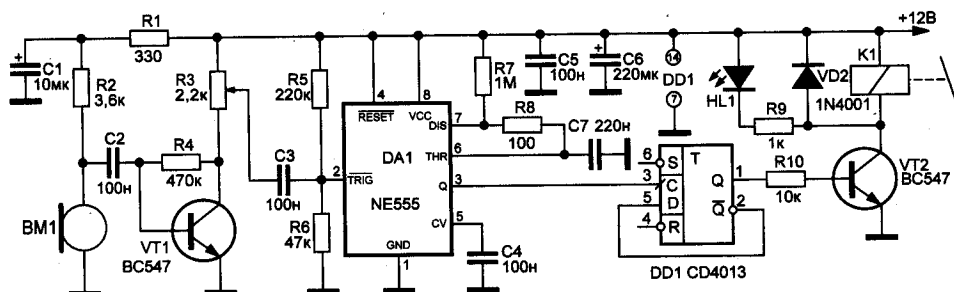 +12В
R1
330
C1
10мк
R2
3,6к
R3
2,2к
R5
220к
R7
1М
C5
100н
C6
220мк
14
DD1
7
HL1
VD2
1N4001
K1
4
8
RESET
VCC
DIS
7
R8
100
C7 220н
R9
1к
C2
100н
R4
470к
C3
100н
2
TRIG
DA1
THR
6
Q
3
NE555
CV
5
GND
1
6
S
T
3
C
5
D
4
R
Q
1
Q
2
R10
10к
VT2
BC547
BM1
VT1
BC547
R6
47к
C4
100н
DD1 CD4013